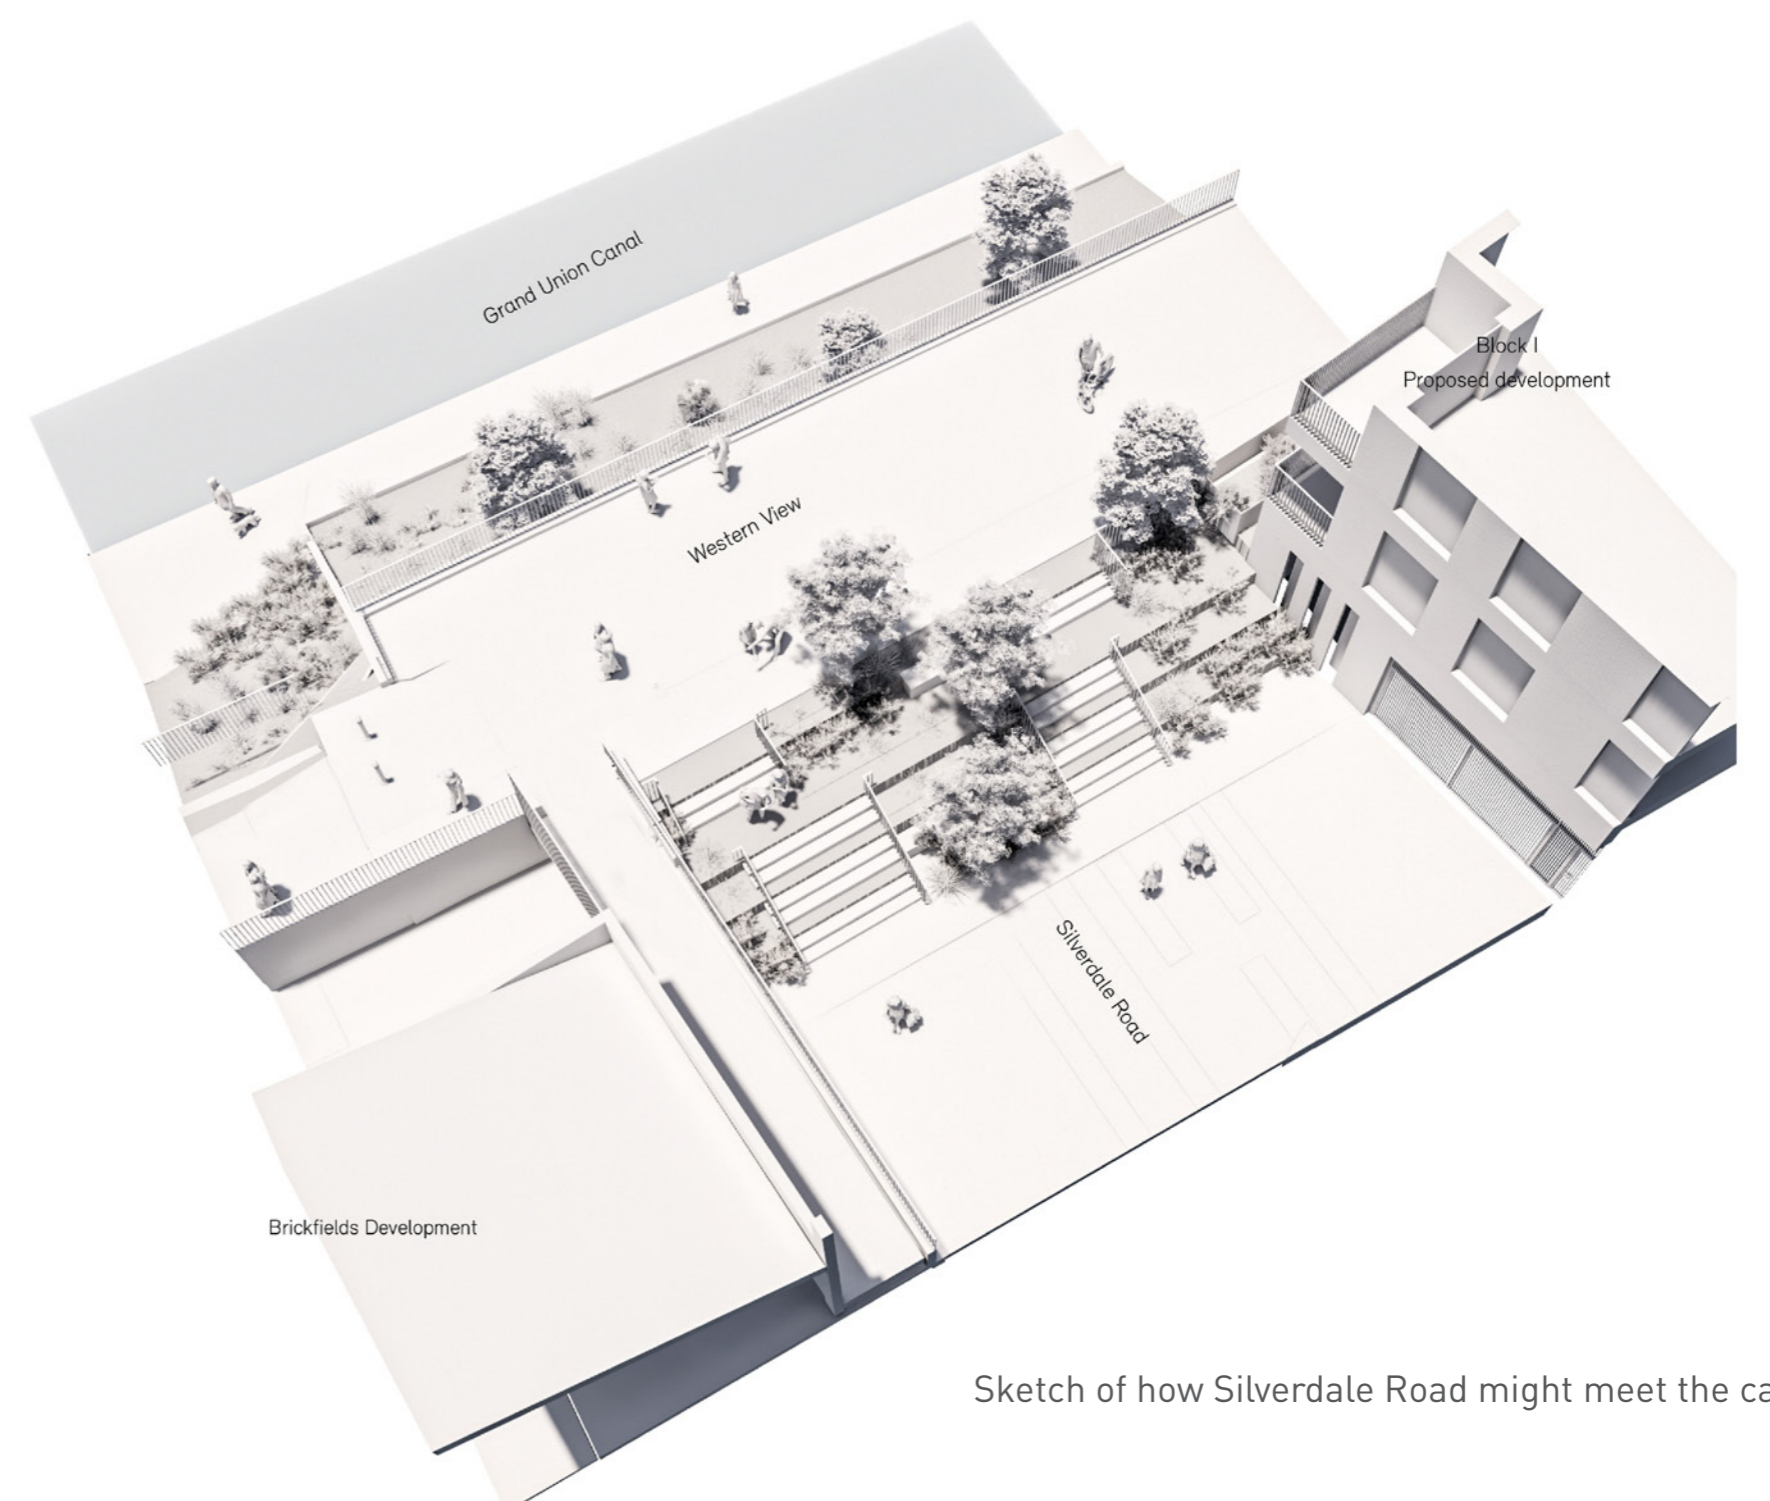 Grand Union Canal
Block I
Proposed development
Western View
Silverdale Road
Brickfields Development
Sketch of how Silverdale Road might meet the